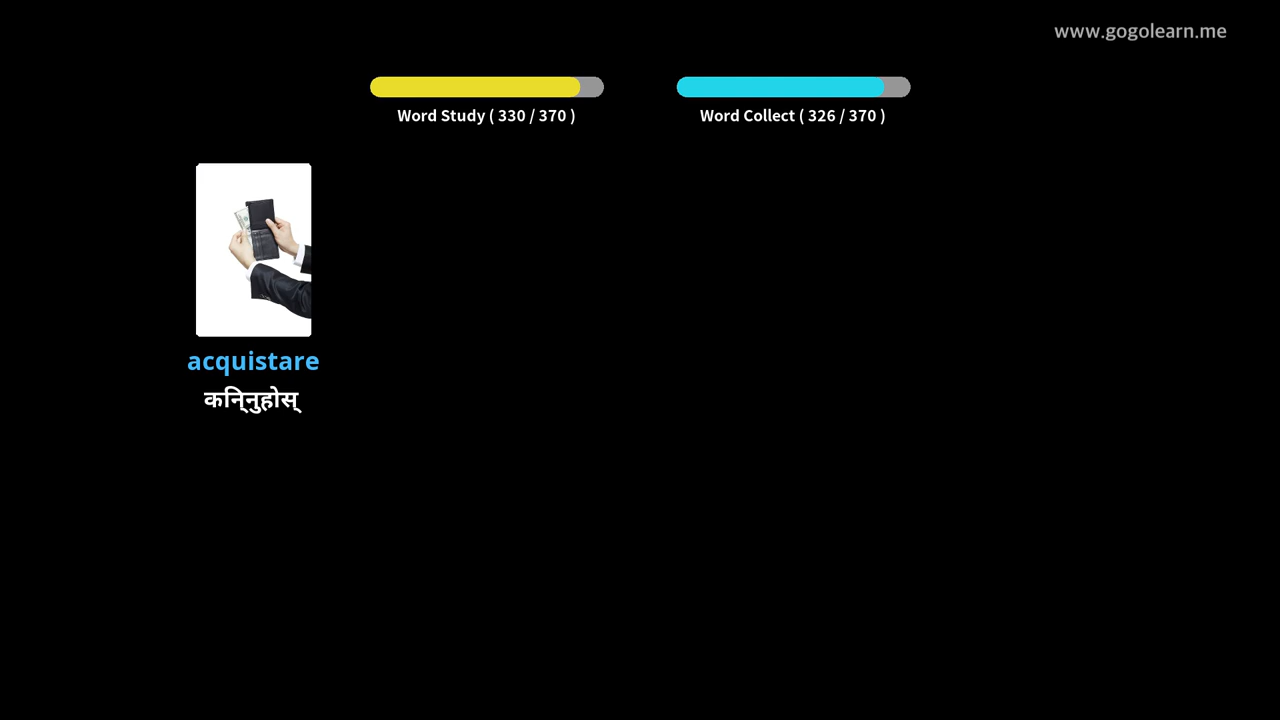 www.gogolearn.me
Word Study ( 330 / 370 )
Word Collect ( 326 / 370 )
acquistare
किन्नुहोस्